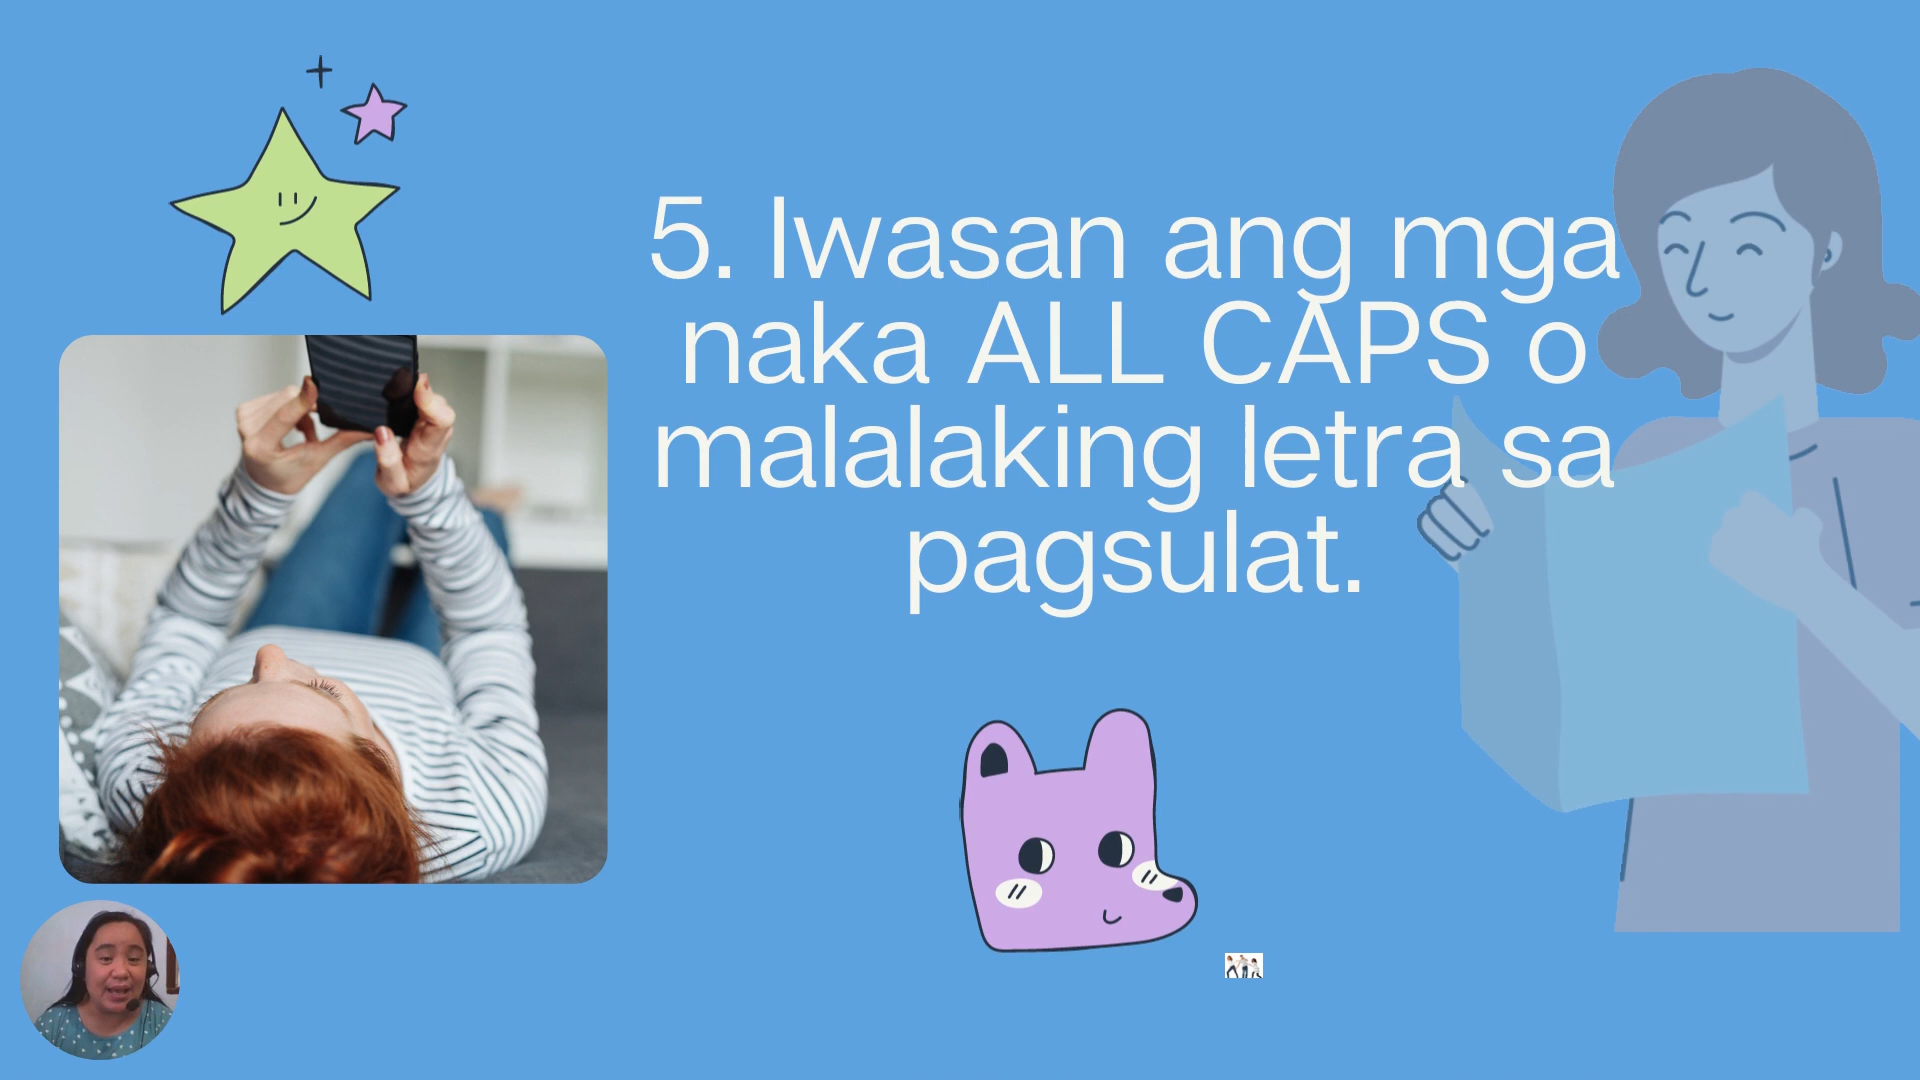 5. Iwasan ang mga
naka ALL CAPS o
malalaking letra sa
pagsulat.